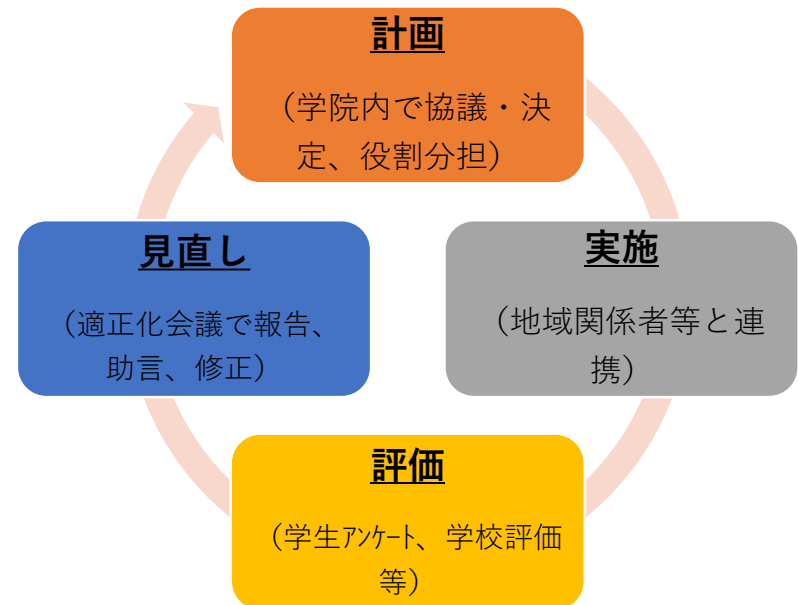 計画
（学院内で協議・決
定、役割分担）
見直し
（適正化会議で報告、
助言、修正）
実施
（地域関係者等と連
携）
評価
（学生ｱﾝｹｰﾄ、学校評価
等）